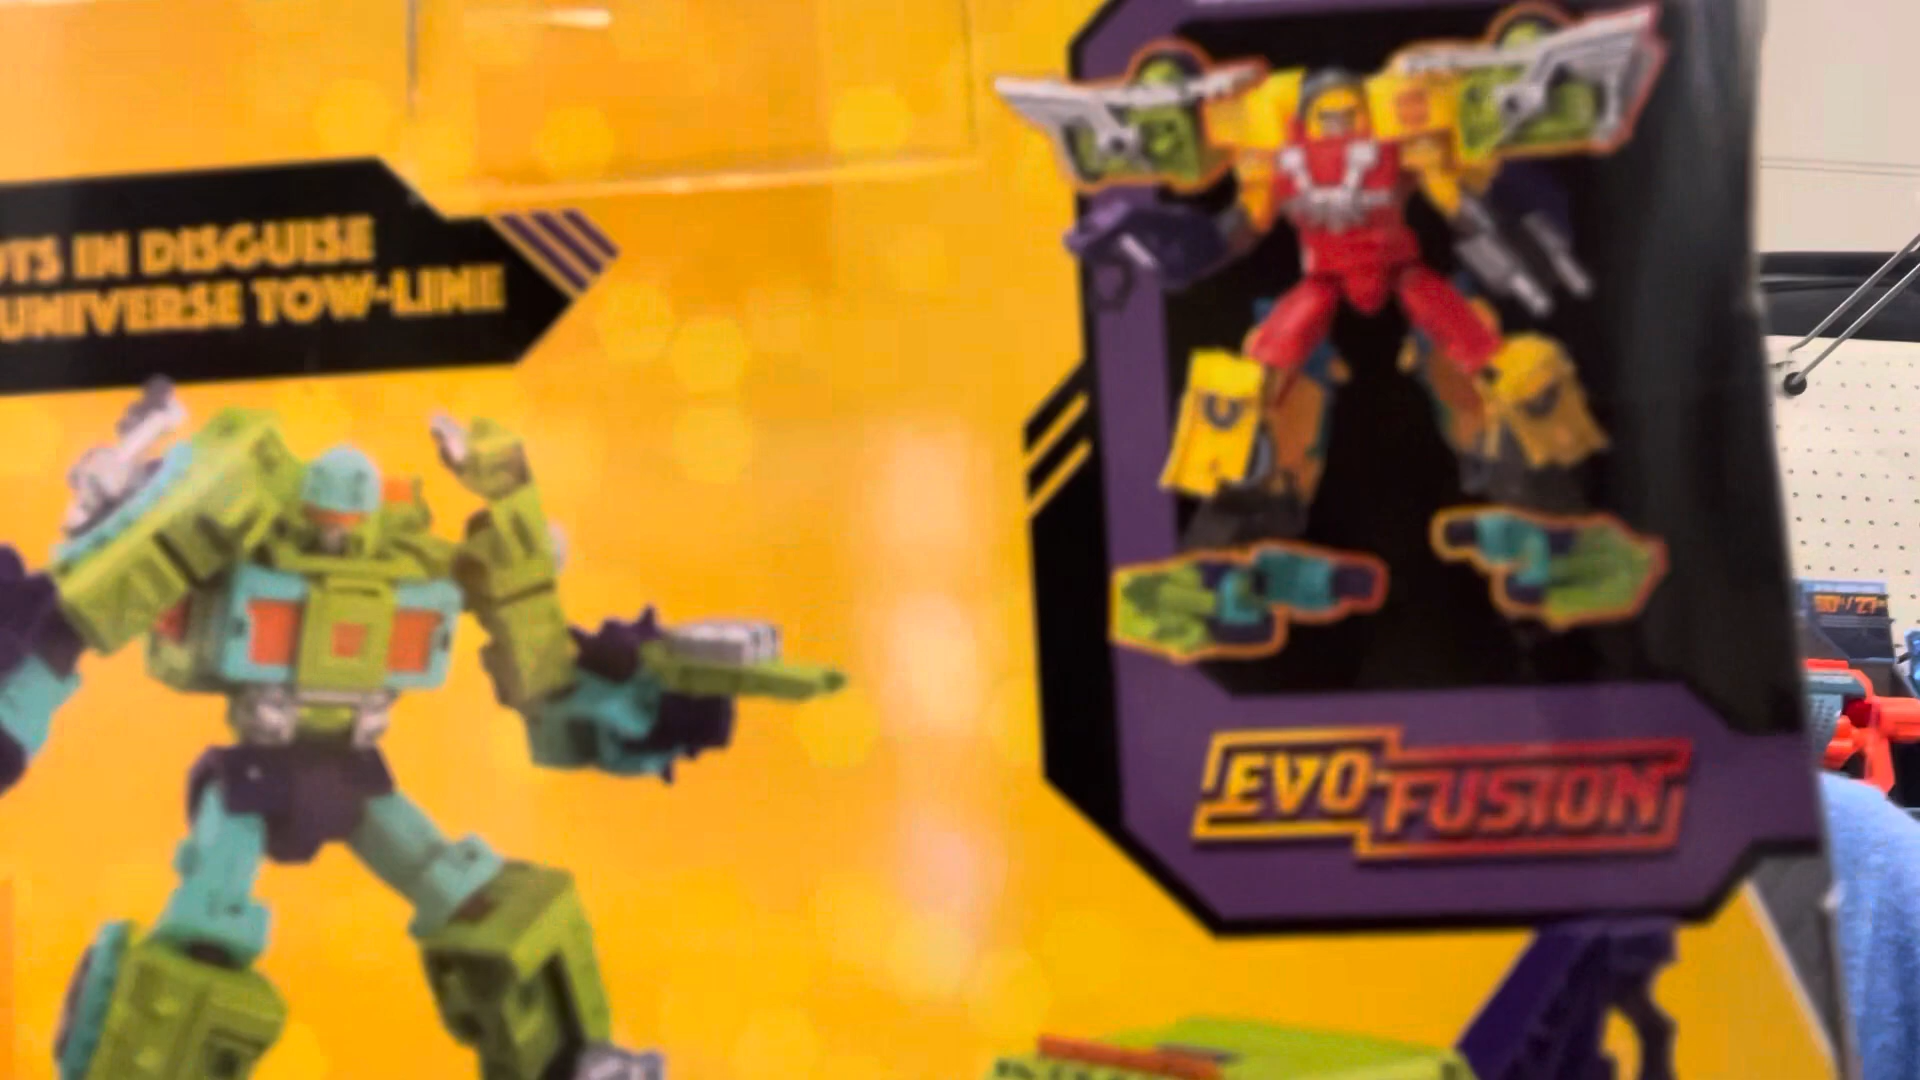 OTS IN DISGUISE
UNIVERSE TOW-LINE
EVO-
FUSION